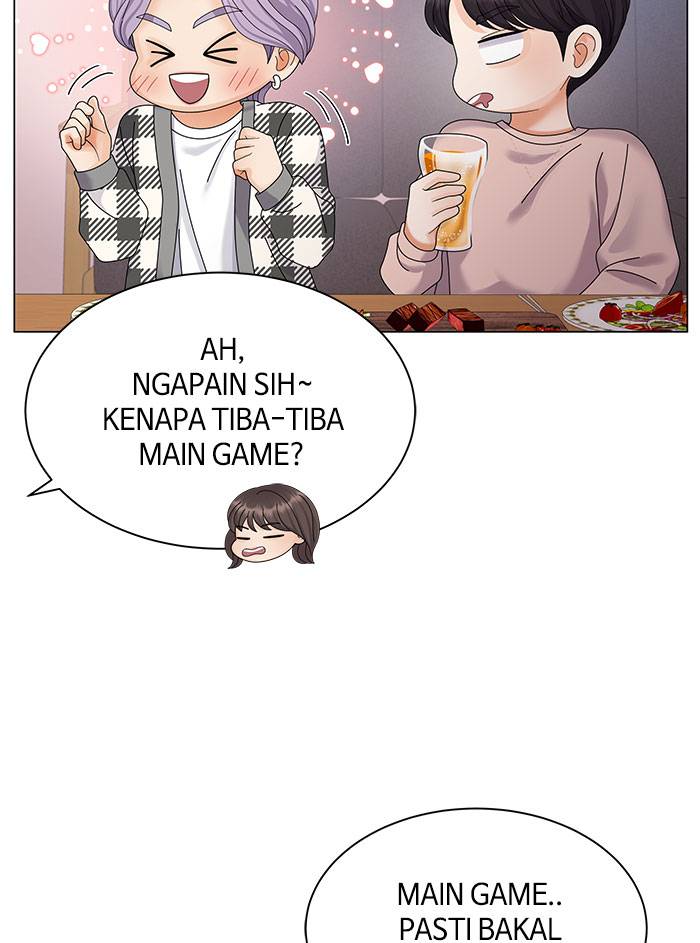 AH,
NGAPAIN SIH~
KENAPA TIBA-TIBA
MAIN GAME?
MAIN GAME..
PASTI BAKAL